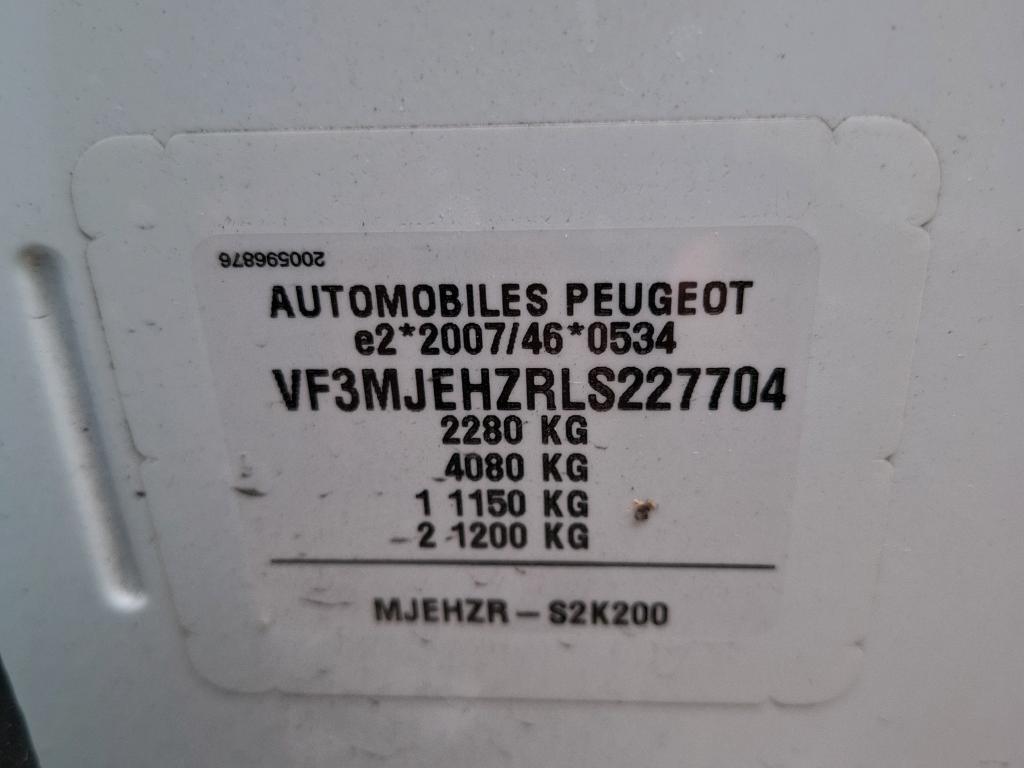 200596876
AUTOMOBILES PEUGEOT
e2*2007/46*0534
VF3MJEHZRLS227704
2280 KG
4080 KG
1 1150 KG
2 1200 KG
MJEHZR – S2K200